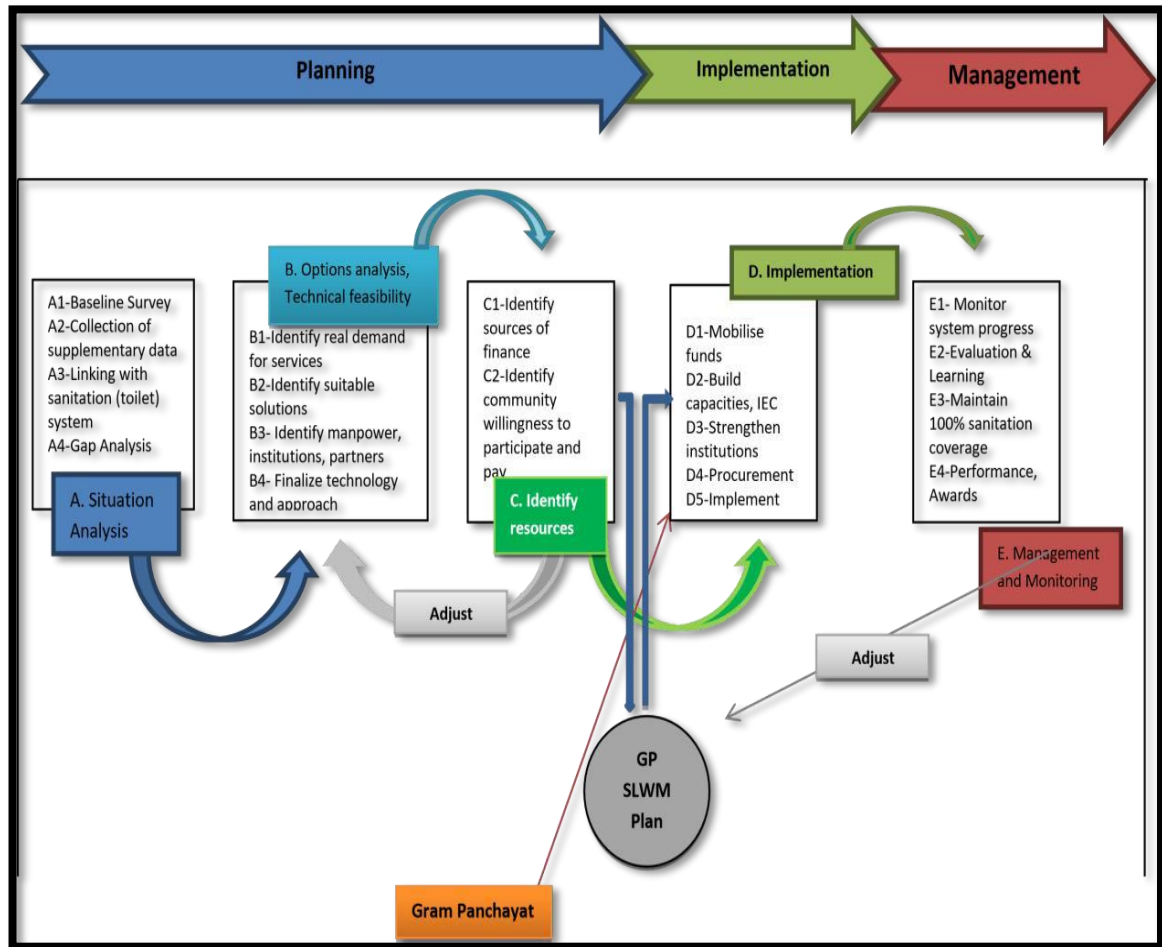 Planning
Implementation
Management
B. Options analysis,
Technical feasibility
D. Implementation
A1-Baseline Survey
A2-Collection of
supplementary data
A3-Linking with
sanitation (toilet)
system
A4-Gap Analysis
A. Situation
Analysis
B1-Identify real demand
for services
B2-Identify suitable
solutions
B3- Identify manpower,
institutions, partners
B4- Finalize technology
and approach
C1-Identify
sources of
finance
C2-Identify
community
willingness to
participate and
pay
C. Identify
resources
D1-Mobilise
funds
D2-Build
capacities, IEC
D3-Strengthen
institutions
D4-Procurement
D5-Implement
E1- Monitor
system progress
E2-Evaluation &
Learning
E3-Maintain
100% sanitation
coverage
E4-Performance,
Awards
E. Management
and Monitoring
Adjust
Adjust
GP
SLWM
Plan
Gram Panchayat